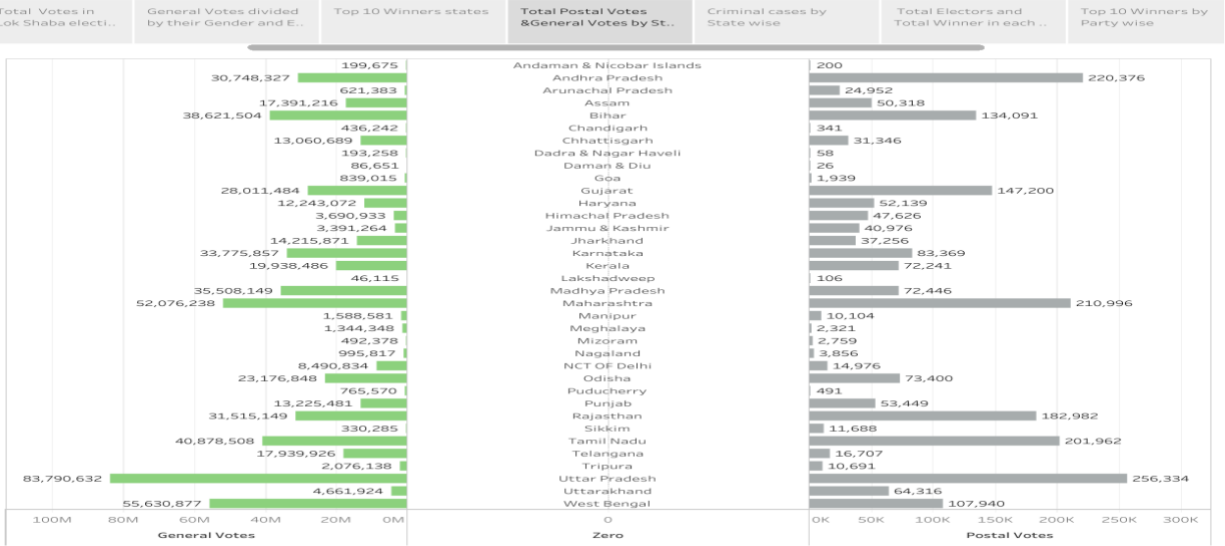 Total Votes in
Lok Shaba electi..
General Votes divided
by their Gender and E..
Top 10 Winners states
Total Postal Votes
&General Votes by St..
Criminal cases by
State wise
Total Electors and
Total Winner in each ..
Top 10 Winners by
Party wise
199,675 Andaman & Nicobar Islands 200
30,748,327 Andhra Pradesh 220,376
621,383 Arunachal Pradesh 24,952
17,391,216 Assam 50,318
38,621,504 Bihar 134,091
436,242 Chandigarh 341
13,060,689 Chhattisgarh 31,346
193,258 Dadra & Nagar Haveli 58
86,651 Daman & Diu 26
839,015 Goa 1,939
28,011,484 Gujarat 147,200
12,243,072 Haryana 52,139
3,690,933 Himachal Pradesh 47,626
3,391,264 Jammu & Kashmir 40,976
14,215,871 Jharkhand 37,256
33,775,857 Karnataka 83,369
19,938,486 Kerala 72,241
46,115 Lakshadweep 106
35,508,149 Madhya Pradesh 72,446
52,076,238 Maharashtra 210,996
1,588,581 Manipur 10,104
1,344,348 Meghalaya 2,321
492,378 Mizoram 2,759
995,817 Nagaland 3,856
8,490,834 NCT OF Delhi 14,976
23,176,848 Odisha 73,400
765,570 Puducherry 491
13,225,481 Punjab 53,449
31,515,149 Rajasthan 182,982
330,285 Sikkim 11,688
40,878,508 Tamil Nadu 201,962
17,939,926 Telangana 16,707
2,076,138 Tripura 10,691
83,790,632 Uttar Pradesh 256,334
4,661,924 Uttarakhand 64,316
55,630,877 West Bengal 107,940
100M 80M 60M 40M 20M 0M 0 0K 50K 100K 150K 200K 250K 300K
General Votes Zero Postal Votes